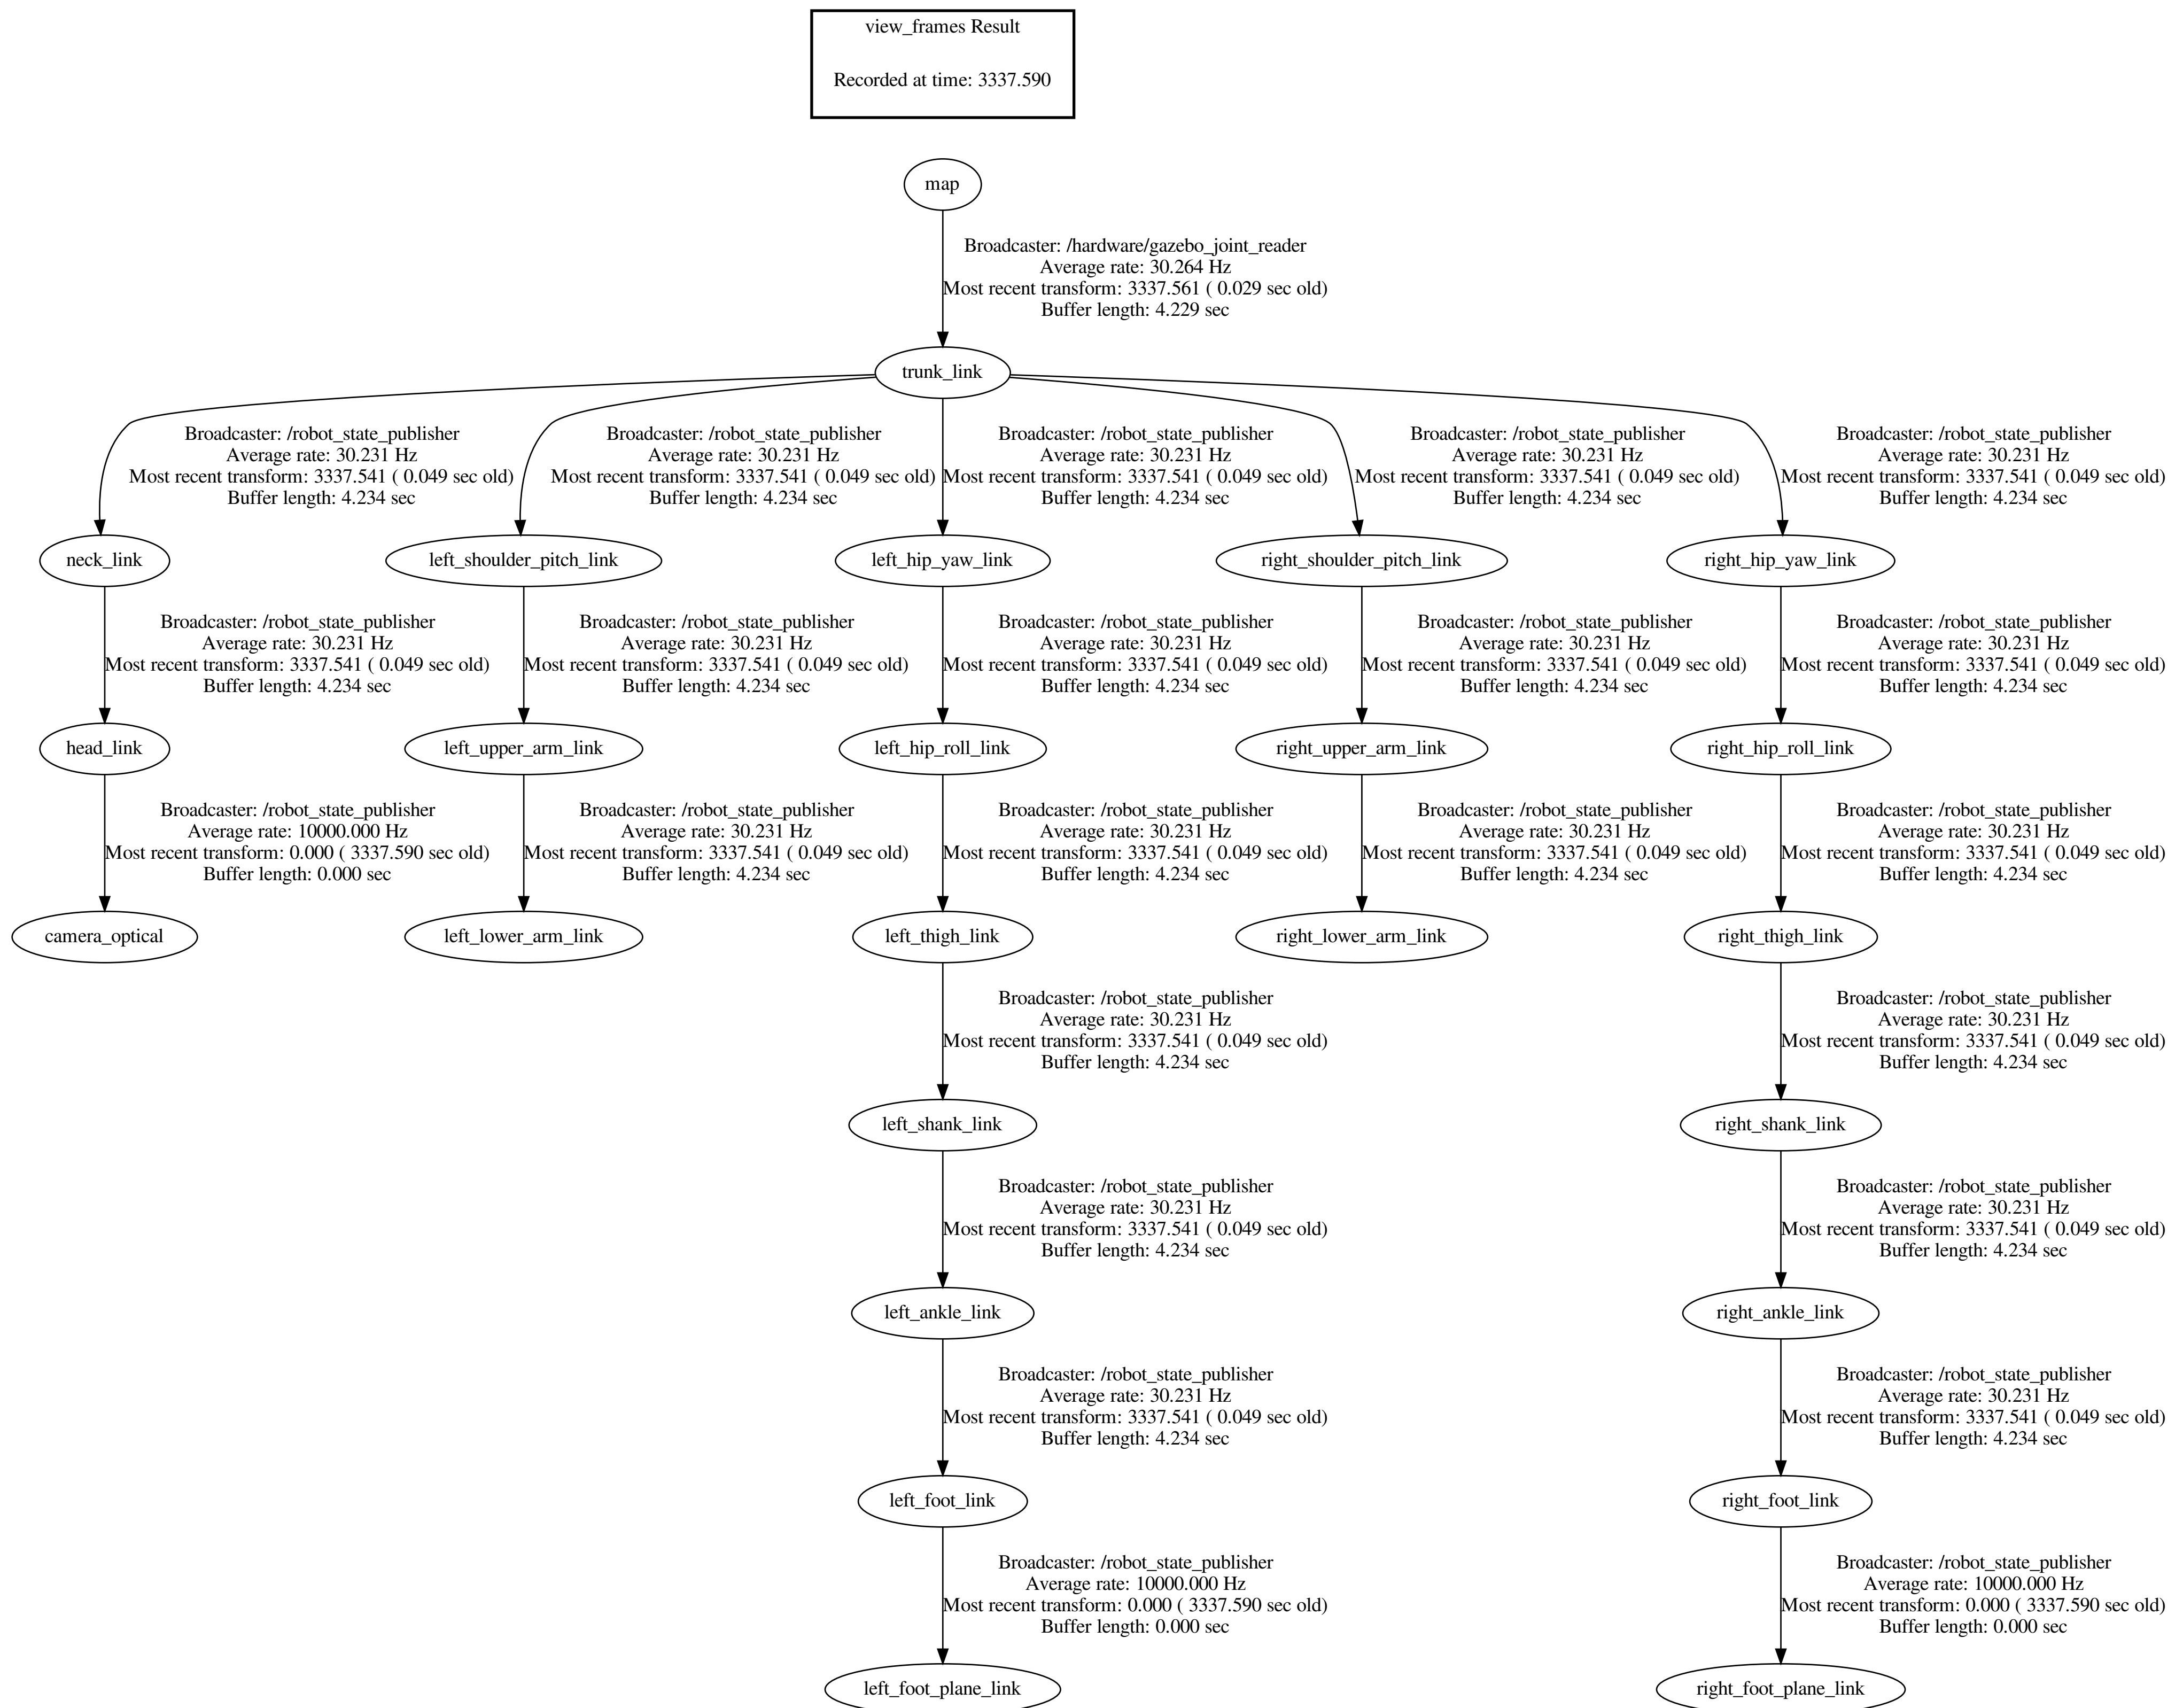 view_frames Result
Recorded at time: 3337.590
map
Broadcaster: /hardware/gazebo_joint_reader
Average rate: 30.264 Hz
Most recent transform: 3337.561 ( 0.029 sec old)
Buffer length: 4.229 sec
trunk_link
Broadcaster: /robot_state_publisher
Average rate: 30.231 Hz
Most recent transform: 3337.541 ( 0.049 sec old)
Buffer length: 4.234 sec
Broadcaster: /robot_state_publisher
Average rate: 30.231 Hz
Most recent transform: 3337.541 ( 0.049 sec old)
Buffer length: 4.234 sec
Broadcaster: /robot_state_publisher
Average rate: 30.231 Hz
Most recent transform: 3337.541 ( 0.049 sec old)
Buffer length: 4.234 sec
Broadcaster: /robot_state_publisher
Average rate: 30.231 Hz
Most recent transform: 3337.541 ( 0.049 sec old)
Buffer length: 4.234 sec
Broadcaster: /robot_state_publisher
Average rate: 30.231 Hz
Most recent transform: 3337.541 ( 0.049 sec old)
Buffer length: 4.234 sec
neck_link
left_shoulder_pitch_link
left_hip_yaw_link
right_shoulder_pitch_link
right_hip_yaw_link
Broadcaster: /robot_state_publisher
Average rate: 30.231 Hz
Most recent transform: 3337.541 ( 0.049 sec old)
Buffer length: 4.234 sec
Broadcaster: /robot_state_publisher
Average rate: 30.231 Hz
Most recent transform: 3337.541 ( 0.049 sec old)
Buffer length: 4.234 sec
Broadcaster: /robot_state_publisher
Average rate: 30.231 Hz
Most recent transform: 3337.541 ( 0.049 sec old)
Buffer length: 4.234 sec
Broadcaster: /robot_state_publisher
Average rate: 30.231 Hz
Most recent transform: 3337.541 ( 0.049 sec old)
Buffer length: 4.234 sec
Broadcaster: /robot_state_publisher
Average rate: 30.231 Hz
Most recent transform: 3337.541 ( 0.049 sec old)
Buffer length: 4.234 sec
head_link
left_upper_arm_link
left_hip_roll_link
right_upper_arm_link
right_hip_roll_link
Broadcaster: /robot_state_publisher
Average rate: 10000.000 Hz
Most recent transform: 0.000 ( 3337.590 sec old)
Buffer length: 0.000 sec
Broadcaster: /robot_state_publisher
Average rate: 30.231 Hz
Most recent transform: 3337.541 ( 0.049 sec old)
Buffer length: 4.234 sec
Broadcaster: /robot_state_publisher
Average rate: 30.231 Hz
Most recent transform: 3337.541 ( 0.049 sec old)
Buffer length: 4.234 sec
Broadcaster: /robot_state_publisher
Average rate: 30.231 Hz
Most recent transform: 3337.541 ( 0.049 sec old)
Buffer length: 4.234 sec
Broadcaster: /robot_state_publisher
Average rate: 30.231 Hz
Most recent transform: 3337.541 ( 0.049 sec old)
Buffer length: 4.234 sec
camera_optical
left_lower_arm_link
left_thigh_link
right_lower_arm_link
right_thigh_link
Broadcaster: /robot_state_publisher
Average rate: 30.231 Hz
Most recent transform: 3337.541 ( 0.049 sec old)
Buffer length: 4.234 sec
Broadcaster: /robot_state_publisher
Average rate: 30.231 Hz
Most recent transform: 3337.541 ( 0.049 sec old)
Buffer length: 4.234 sec
left_shank_link
right_shank_link
Broadcaster: /robot_state_publisher
Average rate: 30.231 Hz
Most recent transform: 3337.541 ( 0.049 sec old)
Buffer length: 4.234 sec
Broadcaster: /robot_state_publisher
Average rate: 30.231 Hz
Most recent transform: 3337.541 ( 0.049 sec old)
Buffer length: 4.234 sec
left_ankle_link
right_ankle_link
Broadcaster: /robot_state_publisher
Average rate: 30.231 Hz
Most recent transform: 3337.541 ( 0.049 sec old)
Buffer length: 4.234 sec
Broadcaster: /robot_state_publisher
Average rate: 30.231 Hz
Most recent transform: 3337.541 ( 0.049 sec old)
Buffer length: 4.234 sec
left_foot_link
right_foot_link
Broadcaster: /robot_state_publisher
Average rate: 10000.000 Hz
Most recent transform: 0.000 ( 3337.590 sec old)
Buffer length: 0.000 sec
Broadcaster: /robot_state_publisher
Average rate: 10000.000 Hz
Most recent transform: 0.000 ( 3337.590 sec old)
Buffer length: 0.000 sec
left_foot_plane_link
right_foot_plane_link